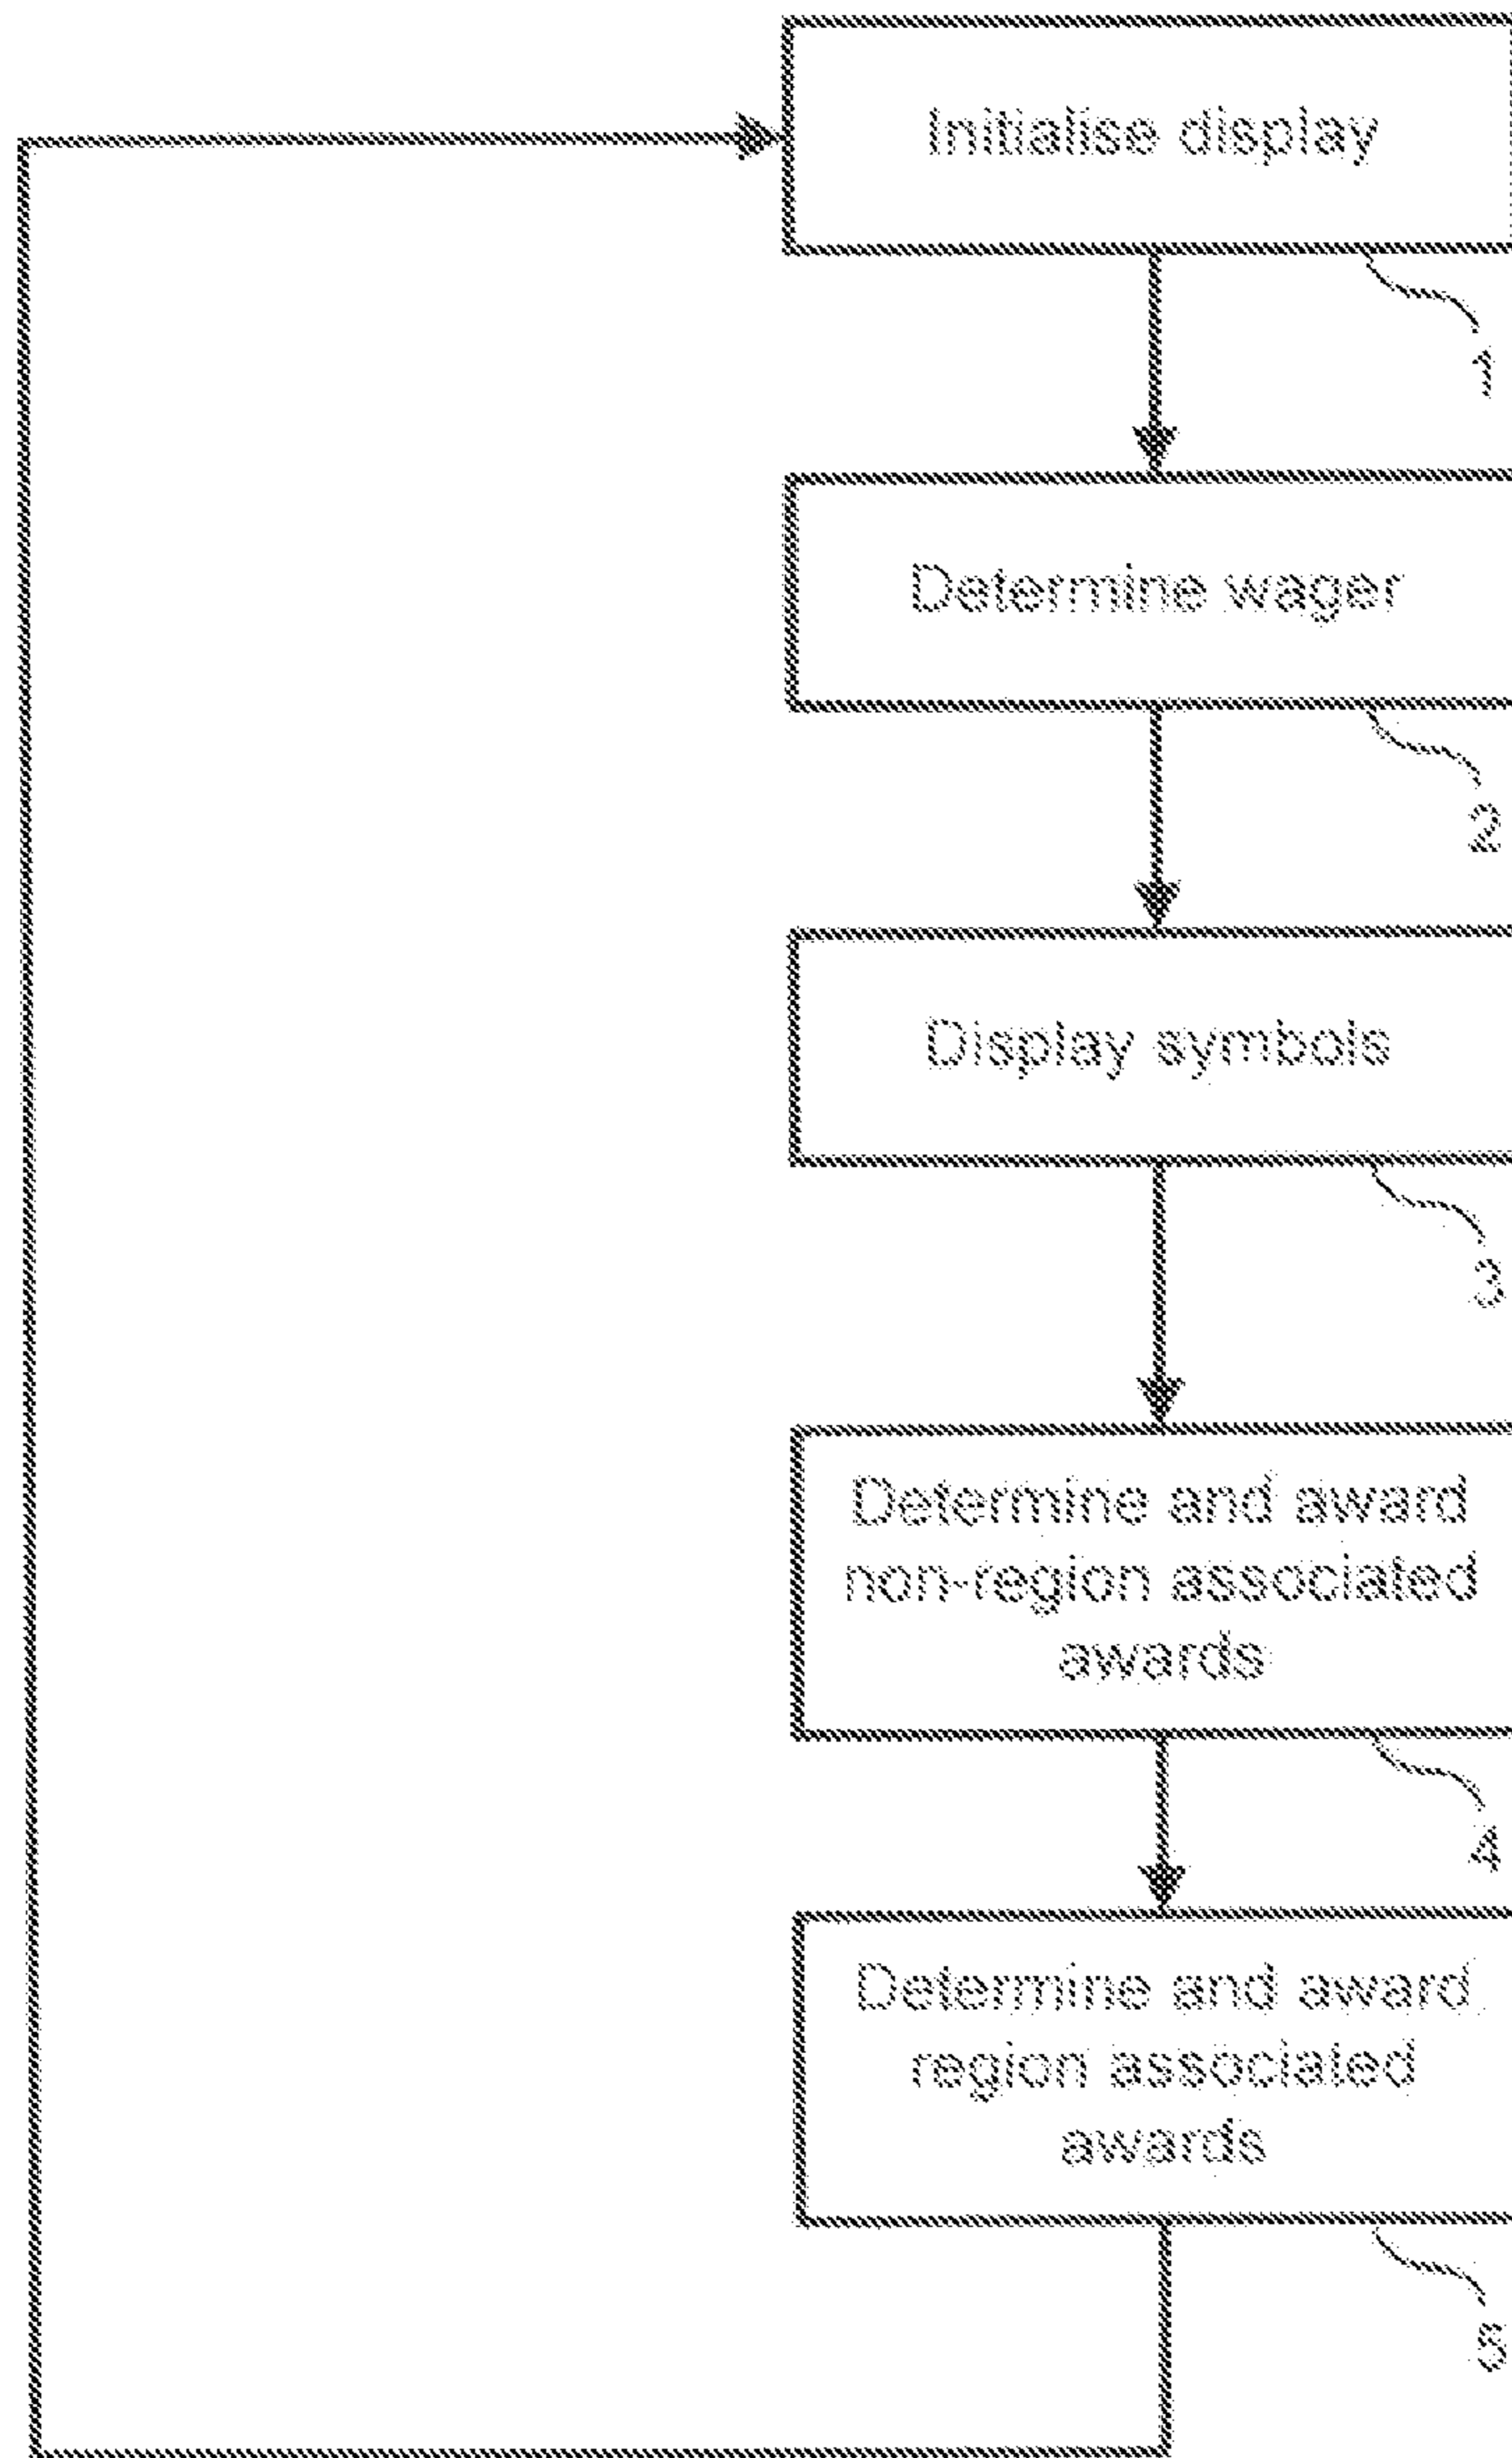 Initialise display
1
Determine wager
2
Display symbols
3
Determine and award
non-region associated
awards
4
Determine and award
region associated
awards
5